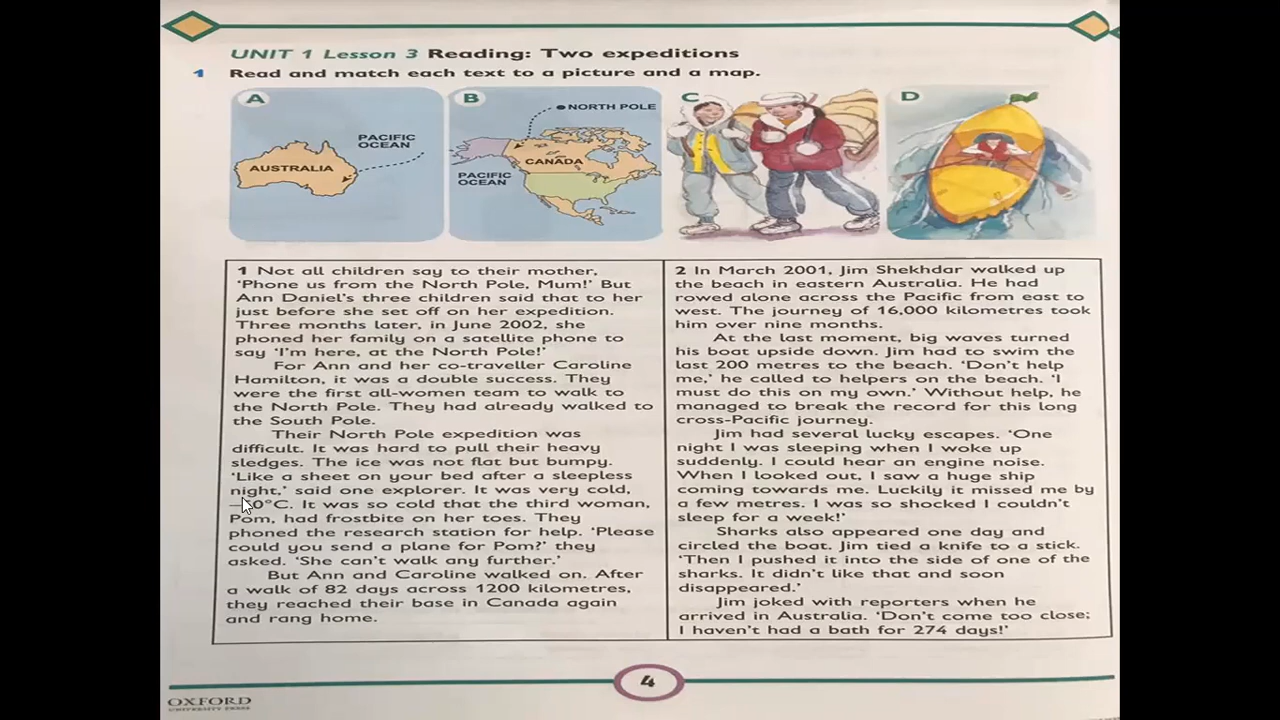 UNIT 1 Lesson 3 Reading: Two expeditions
1 Read and match each text to a picture and a map.
A
PACIFIC
OCEAN
AUSTRALIA
B
NORTH POLE
CANADA
PACIFIC
OCEAN
C
D
1 Not all children say to their mother,
'Phone us from the North Pole, Mum!' But
Ann Daniel's three children said that to her
just before she set off on her expedition.
Three months later, in June 2002, she
phoned her family on a satellite phone to
say 'I'm here, at the North Pole!'
For Ann and her co-traveller Caroline
Hamilton, it was a double success. They
were the first all-women team to walk to
the North Pole. They had already walked to
the South Pole.
Their North Pole expedition was
difficult. It was hard to pull their heavy
sledges. The ice was not flat but bumpy.
'Like a sheet on your bed after a sleepless
night,' said one explorer. It was very cold,
It was so cold that the third woman,
Pom, had frostbite on her toes. They
phoned the research station for help. 'Please
could you send a plane for Pom?' they
asked. 'She can't walk any further.'
But Ann and Caroline walked on. After
a walk of 82 days across 1200 kilometres,
they reached their base in Canada again
and rang home.
2 In March 2001, Jim Shekhdar walked up
the beach in eastern Australia. He had
rowed alone across the Pacific from east to
west. The journey of 16,000 kilometres took
him over nine months.
At the last moment, big waves turned
his boat upside down. Jim had to swim the
last 200 metres to the beach. 'Don't help
me,' he called to helpers on the beach. 'I
must do this on my own.' Without help, he
managed to break the record for this long
cross-Pacific journey.
Jim had several lucky escapes. 'One
night I was sleeping when I woke up
suddenly. I could hear an engine noise.
When I looked out, I saw a huge ship
coming towards me. Luckily it missed me by
a few metres. I was so shocked I couldn't
sleep for a week!'
Sharks also appeared one day and
circled the boat. Jim tied a knife to a stick.
'Then I pushed it into the side of one of the
sharks. It didn't like that and soon
disappeared.'
Jim joked with reporters when he
arrived in Australia. 'Don't come too close;
I haven't had a bath for 274 days!'
4
OXFORD
UNIVERSITY PRESS